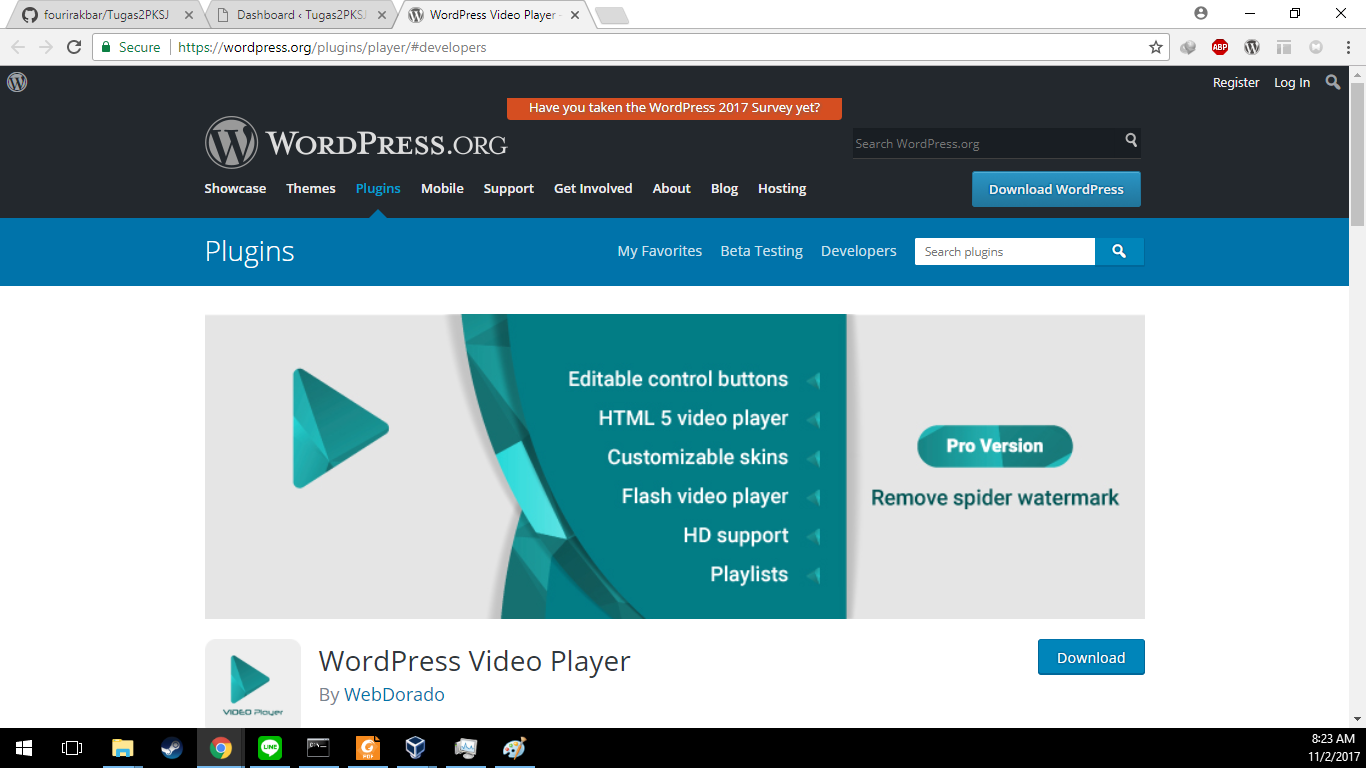 fourirakbar/Tugas2PKSJ
Dashboard ‹ Tugas2PKSJ
WordPress Video Player
Secure
https://wordpress.org/plugins/player/#developers
ABP
Register Log In
Have you taken the WordPress 2017 Survey yet?
WORDPRESS.ORG
Search WordPress.org
Showcase Themes Plugins Mobile Support Get Involved About Blog Hosting
Download WordPress
Plugins
My Favorites Beta Testing Developers
Search plugins
Editable control buttons
HTML 5 video player
Customizable skins
Flash video player
HD support
Playlists
Pro Version
Remove spider watermark
VIDEO Player
WordPress Video Player
By WebDorado
Download
LINE
PDF
8:23 AM
11/2/2017